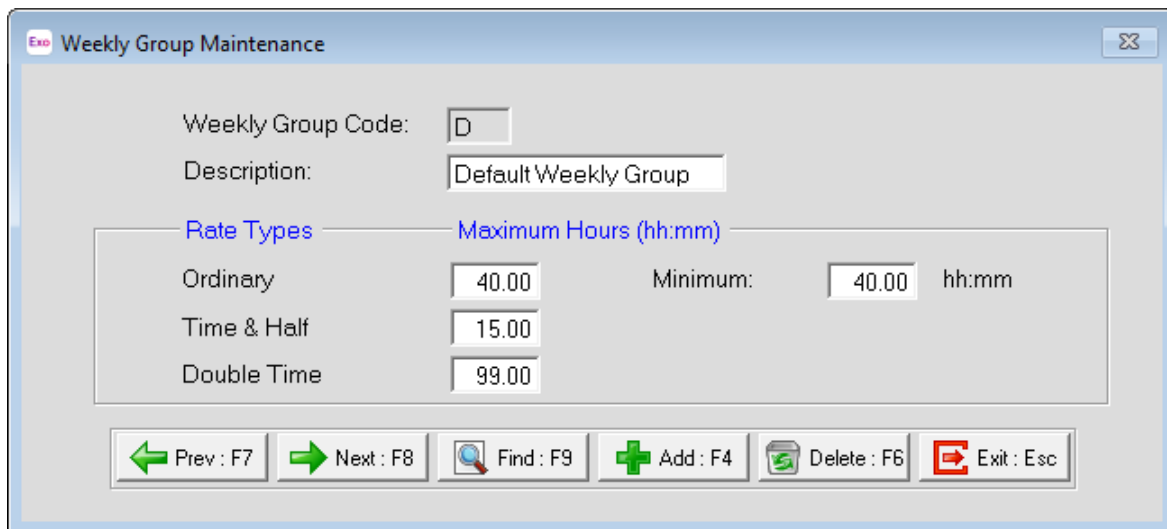 Exo Weekly Group Maintenance
Weekly Group Code: D
Description: Default Weekly Group
Rate Types Maximum Hours (hh:mm)
Ordinary 40.00 Minimum: 40.00 hh:mm
Time & Half 15.00
Double Time 99.00
Prev : F7 Next : F8 Find : F9 Add : F4 Delete : F6 Exit : Esc